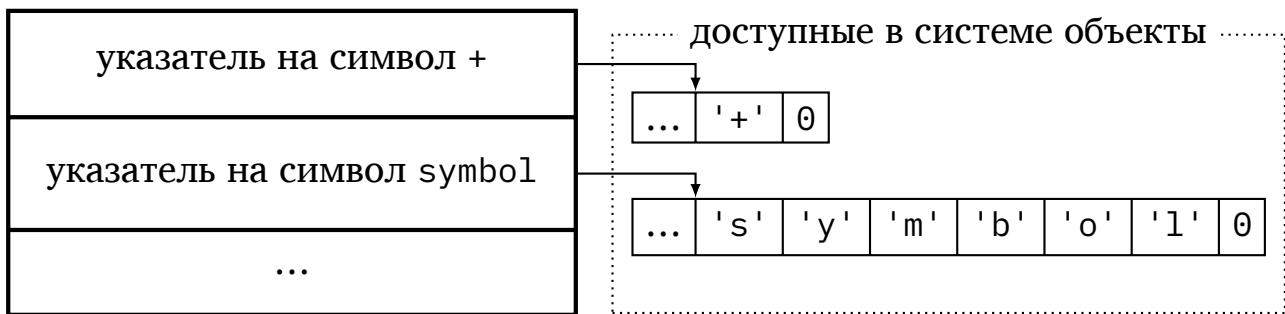 доступные в системе объекты
указатель на символ +
... '+' 0
указатель на символ symbol
... 's' 'y' 'm' 'b' 'o' 'l' 0
...